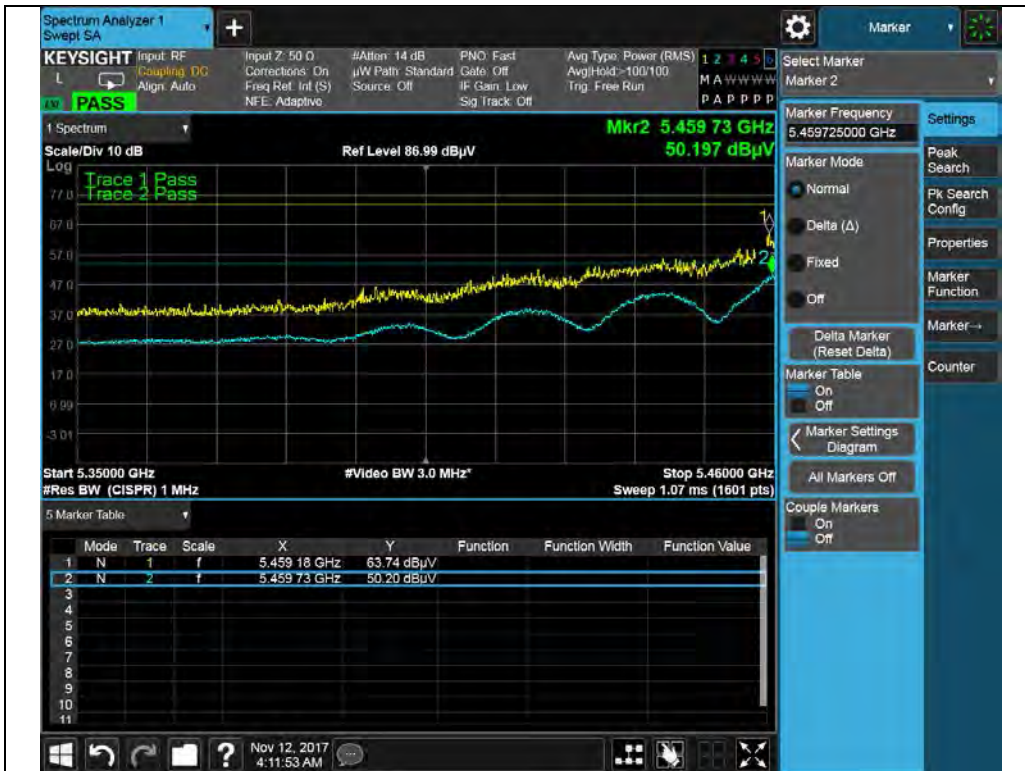 Spectrum Analyzer 1
Swept SA
Marker
KEYSIGHT Input: RF Input Z: 50 Ω #Atten: 14 dB PNO: Fast Avg Type: Power (RMS) 1 2 3 4 5 6
L Coupling: DC Corrections: On µW Path: Standard Gate: Off Avg|Hold:>100/100 M A W W W W
Align: Auto Freq Ref: Int (S) Source: Off IF Gain: Low Trig: Free Run
PASS NFE: Adaptive Sig Track: Off P A P P P P
Select Marker
Marker 2
1 Spectrum
Mkr2 5.459 73 GHz
Scale/Div 10 dB Ref Level 86.99 dBµV 50.197 dBµV
Log
Trace 1 Pass
Trace 2 Pass
77.0
67.0
57.0
47.0
37.0
27.0
17.0
6.99
-3.01
1
2
Start 5.35000 GHz #Video BW 3.0 MHz* Stop 5.46000 GHz
#Res BW (CISPR) 1 MHz Sweep 1.07 ms (1601 pts)
5 Marker Table
Mode Trace Scale X Y Function Function Width Function Value
1 N 1 f 5.459 18 GHz 63.74 dBµV
2 N 2 f 5.459 73 GHz 50.20 dBµV
3
4
5
6
7
8
9
10
11
Marker Frequency
5.459725000 GHz
Marker Mode
Normal
Delta (Δ)
Fixed
Off
Delta Marker
(Reset Delta)
Marker Table
On
Off
Marker Settings
Diagram
All Markers Off
Couple Markers
On
Off
Settings
Peak
Search
Pk Search
Config
Properties
Marker
Function
Marker→
Counter
Nov 12, 2017
4:11:53 AM